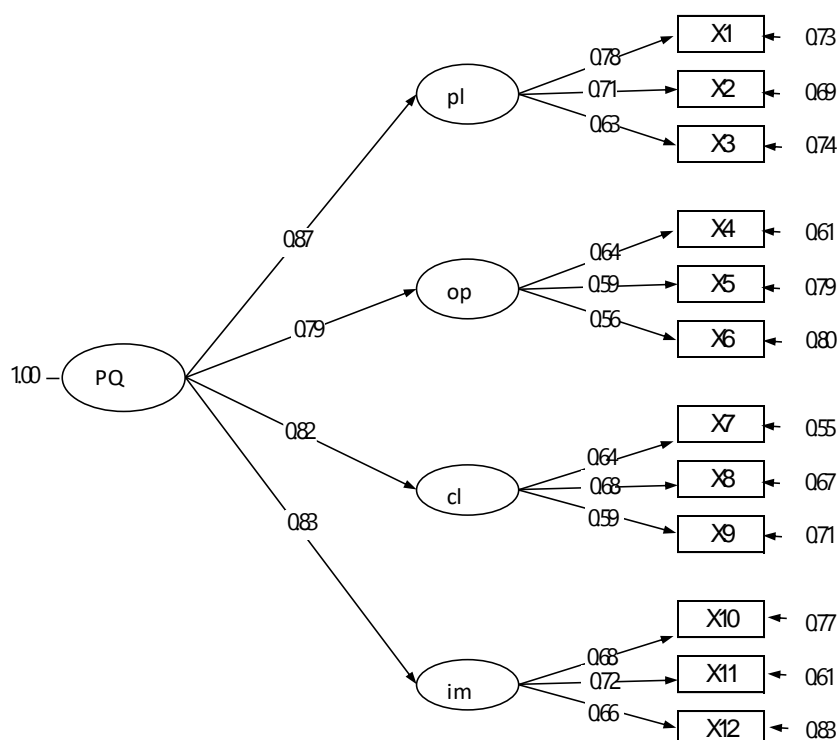 0.78 X1 0.73
pl 0.71 X2 0.69
0.63 X3 0.74
0.87
0.64 X4 0.61
op 0.59 X5 0.79
0.56 X6 0.80
0.79
1.00 PQ
0.82
0.64 X7 0.55
cl 0.68 X8 0.67
0.59 X9 0.71
0.83
0.68 X10 0.77
im 0.72 X11 0.61
0.66 X12 0.83